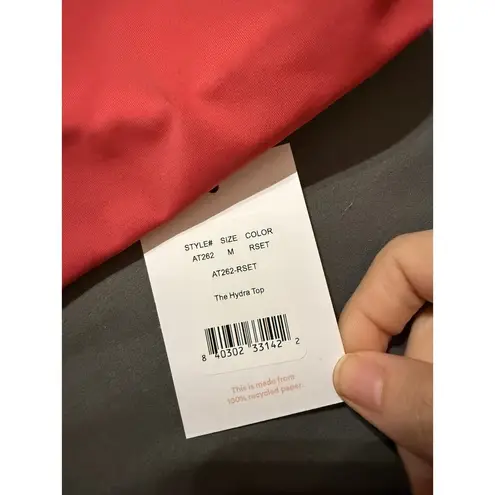 STYLE# SIZE COLOR
AT262 M RSET
AT262-RSET
The Hydra Top
8 40302 33142 2
This is made from
100% recycled paper.